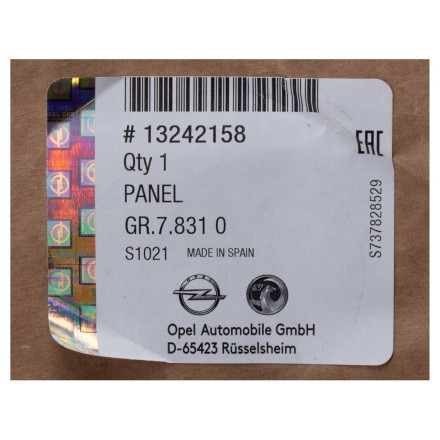 # 13242158
Qty 1
PANEL
GR.7.831 0
S1021 MADE IN SPAIN
EAC
S737828529
OPEL
Opel Automobile GmbH
D-65423 Rüsselsheim